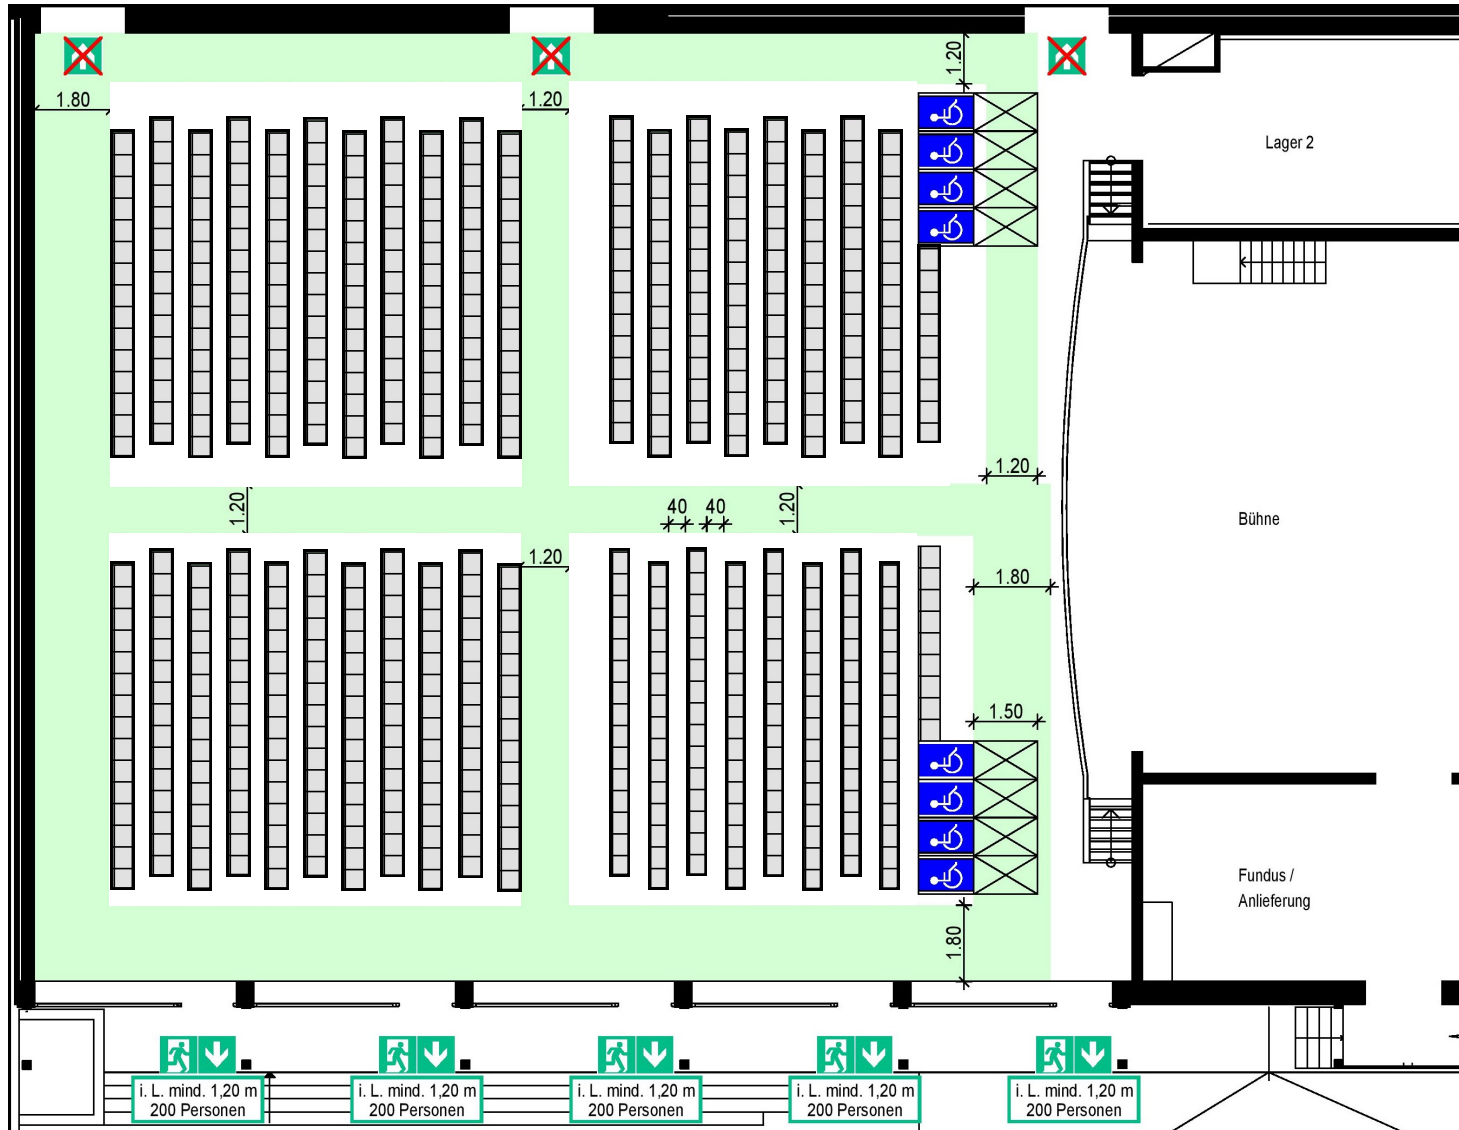 1.20
1.80
1.20
Lager 2
1.20
1.20
40
40
1.20
Bühne
1.20
1.80
1.50
Fundus /
Anlieferung
1.80
i. L. mind. 1,20 m
200 Personen
i. L. mind. 1,20 m
200 Personen
i. L. mind. 1,20 m
200 Personen
i. L. mind. 1,20 m
200 Personen
i. L. mind. 1,20 m
200 Personen